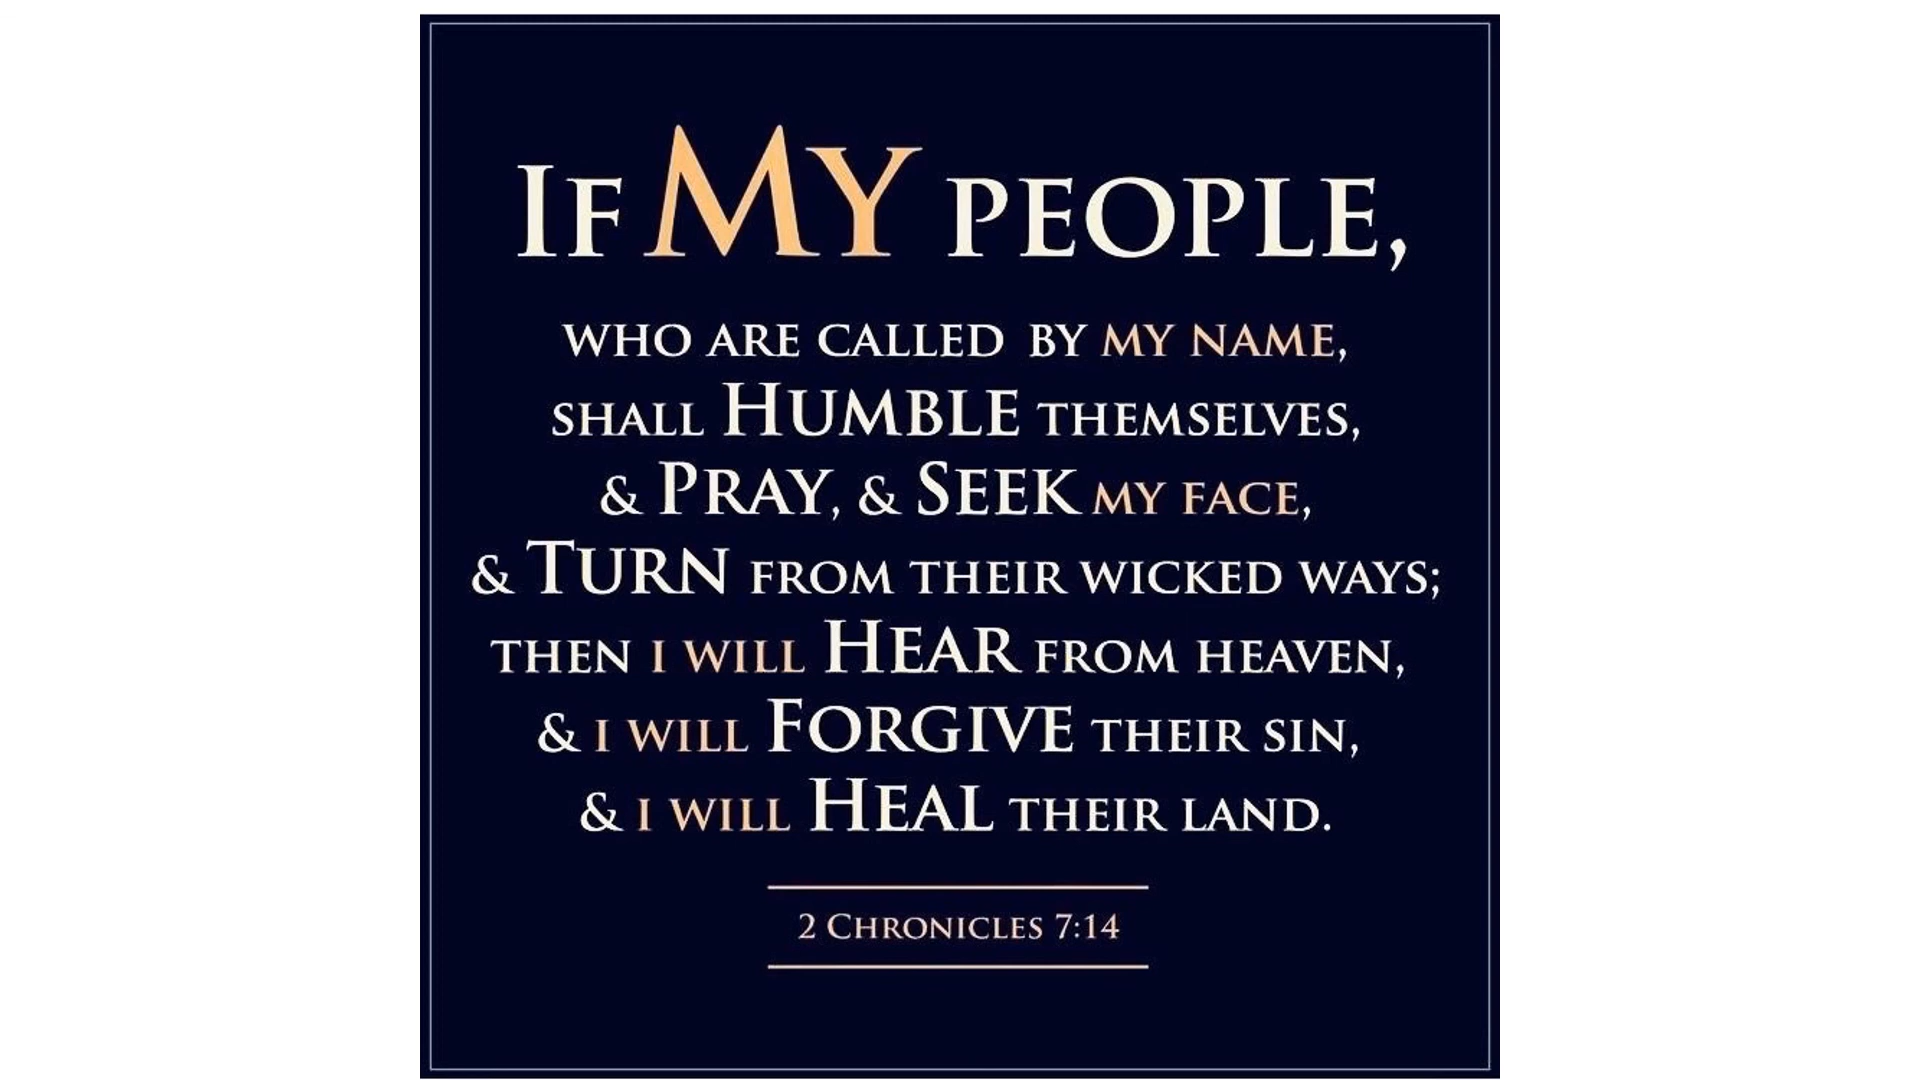 If MY PEOPLE,
WHO ARE CALLED BY MY NAME,
SHALL HUMBLE THEMSELVES,
& PRAY, & SEEK MY FACE,
& TURN FROM THEIR WICKED WAYS;
THEN I WILL HEAR FROM HEAVEN,
& I WILL FORGIVE THEIR SIN,
& I WILL HEAL THEIR LAND.
2 CHRONICLES 7:14